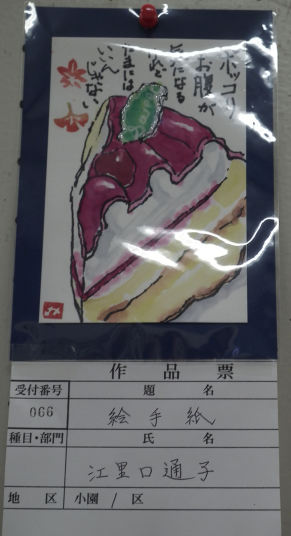 ポッコリ
お腹が
気になる
けど
たまには
いいん
じゃない
作品票
受付番号 題名
066 絵手紙
種目・部門 氏名
江里口通子
地区 小園 / 区